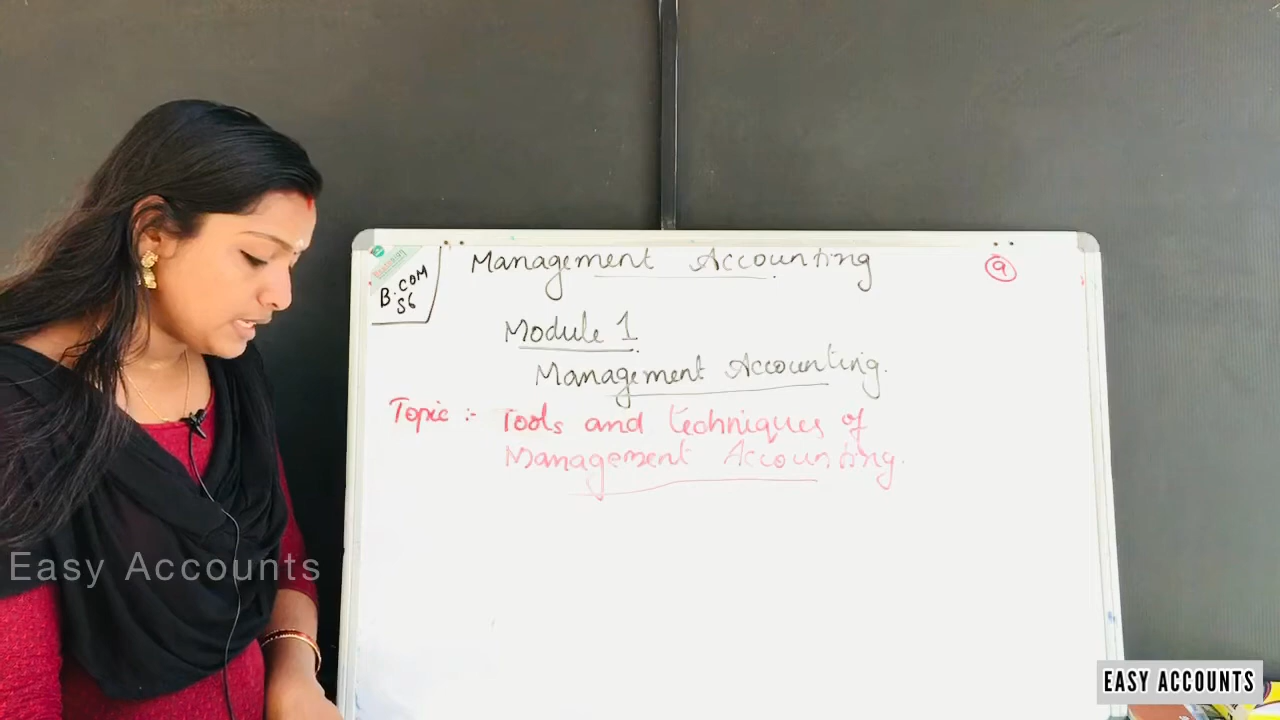 Management Accounting
9
B.COM
S6
Module 1
Management Accounting.
Topic :- Tools and techniques of
Management Accounting.
Easy Accounts
EASY ACCOUNTS